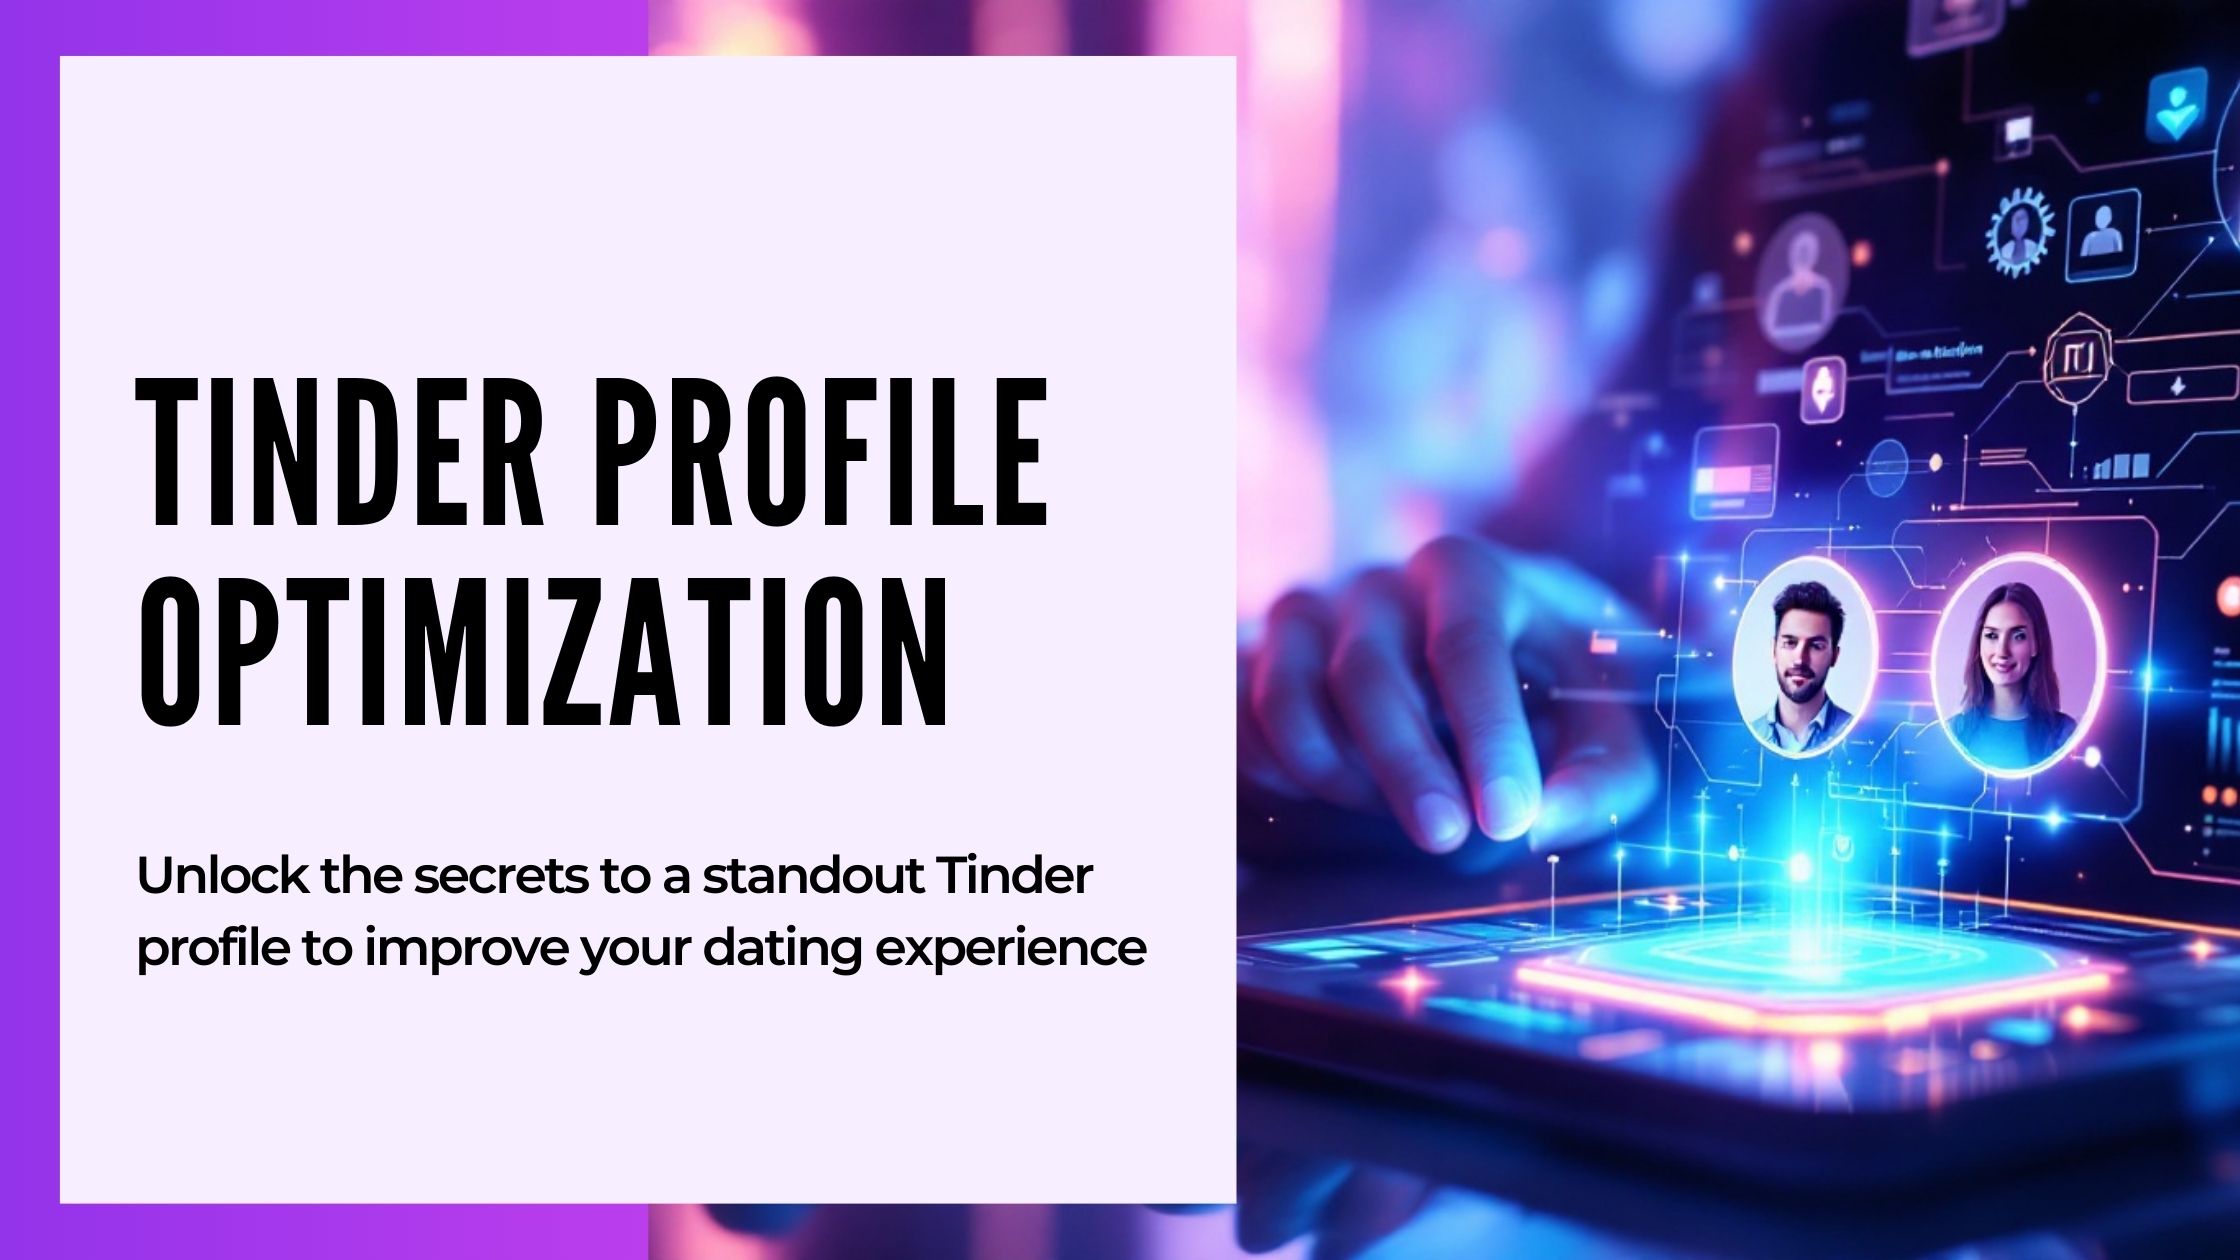 TINDER PROFILE
OPTIMIZATION
Unlock the secrets to a standout Tinder
profile to improve your dating experience